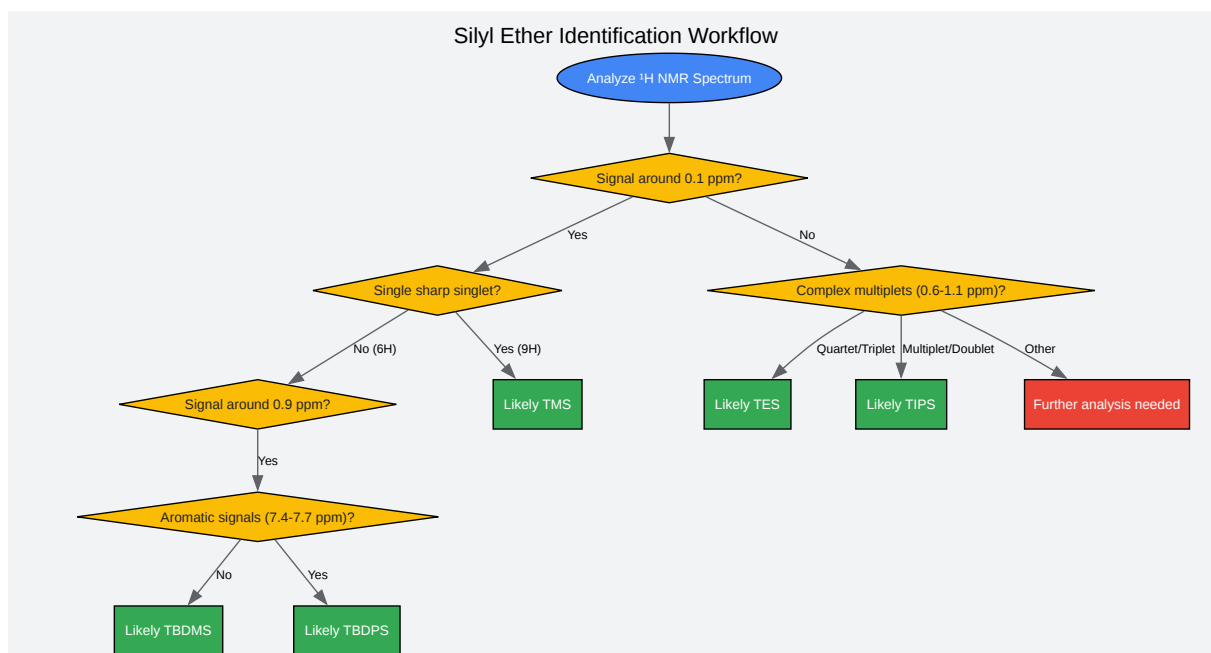 Silyl Ether Identification Workflow
Analyze ¹H NMR Spectrum
Signal around 0.1 ppm?
Yes
No
Single sharp singlet?
Complex multiplets (0.6-1.1 ppm)?
No (6H)
Yes (9H)
Quartet/Triplet
Multiplet/Doublet
Other
Signal around 0.9 ppm?
Likely TMS
Likely TES
Likely TIPS
Further analysis needed
Yes
Aromatic signals (7.4-7.7 ppm)?
No
Yes
Likely TBDMS
Likely TBDPS